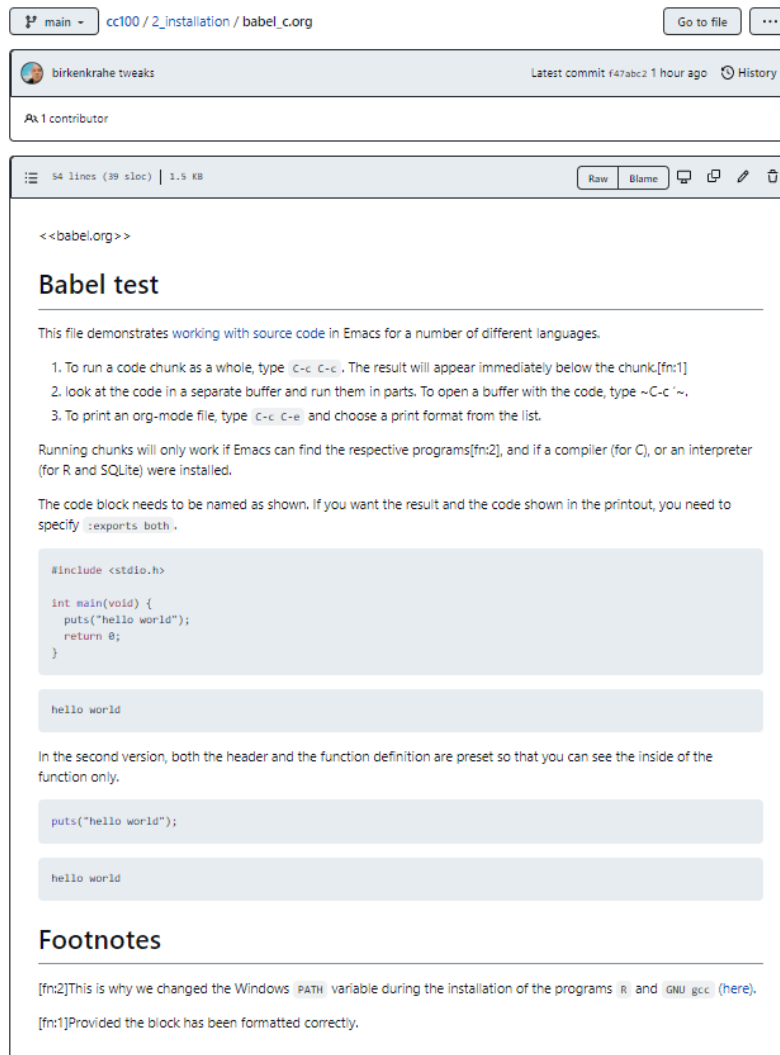 main
cc100 / 2_installation / babel_c.org
Go to file
...
birkenkrahe tweaks
Latest commit f47abc2 1 hour ago
History
1 contributor
54 lines (39 sloc) | 1.5 KB
Raw
Blame
<<babel.org>>
Babel test
This file demonstrates working with source code in Emacs for a number of different languages.
1. To run a code chunk as a whole, type C-c C-c. The result will appear immediately below the chunk.[fn:1]
2. look at the code in a separate buffer and run them in parts. To open a buffer with the code, type ~C-c ´~.
3. To print an org-mode file, type C-c C-e and choose a print format from the list.
Running chunks will only work if Emacs can find the respective programs[fn:2], and if a compiler (for C), or an interpreter
(for R and SQLite) were installed.
The code block needs to be named as shown. If you want the result and the code shown in the printout, you need to
specify :exports both.
#include <stdio.h>
int main(void) {
  puts("hello world");
  return 0;
}
hello world
In the second version, both the header and the function definition are preset so that you can see the inside of the
function only.
puts("hello world");
hello world
Footnotes
[fn:2]This is why we changed the Windows PATH variable during the installation of the programs R and GNU gcc (here).
[fn:1]Provided the block has been formatted correctly.